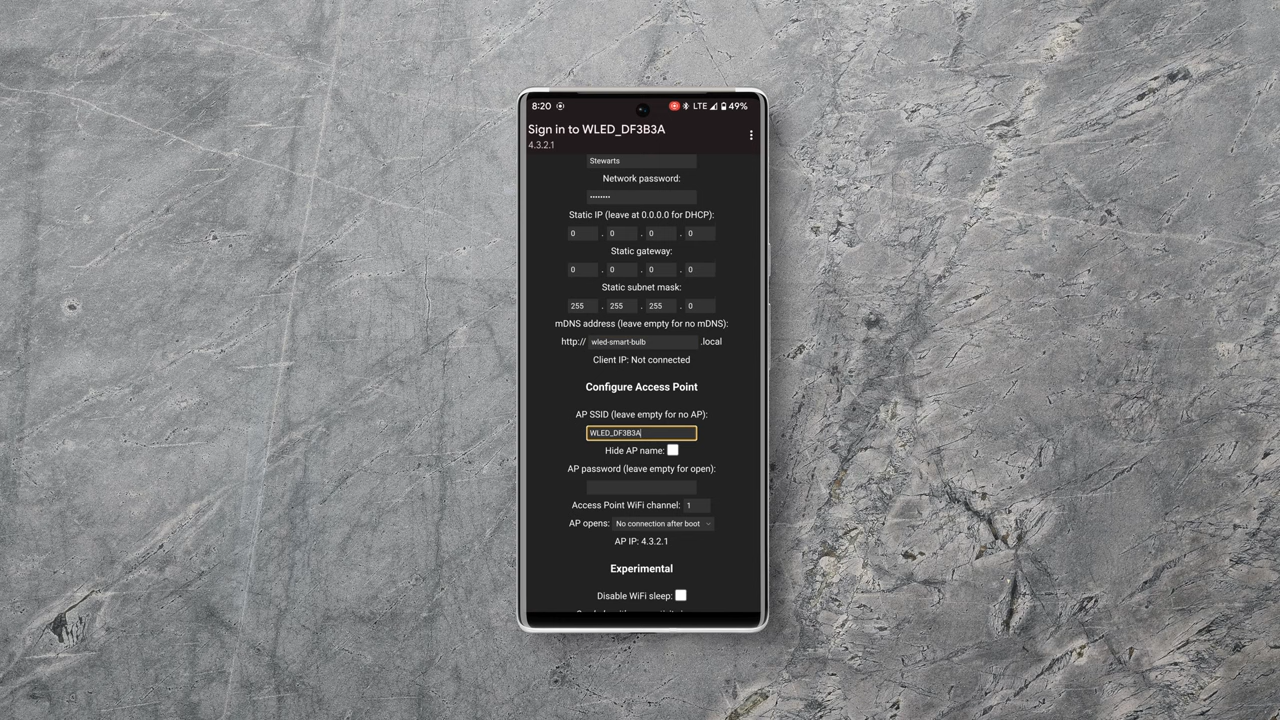 8:20 LTE 49%
Sign in to WLED_DF3B3A
4.3.2.1
Stewarts
Network password:
••••••••
Static IP (leave at 0.0.0.0 for DHCP):
0 . 0 . 0 . 0
Static gateway:
0 . 0 . 0 . 0
Static subnet mask:
255 . 255 . 255 . 0
mDNS address (leave empty for no mDNS):
http:// wled-smart-bulb .local
Client IP: Not connected
Configure Access Point
AP SSID (leave empty for no AP):
WLED_DF3B3A
Hide AP name:
AP password (leave empty for open):
Access Point WiFi channel: 1
AP opens: No connection after boot
AP IP: 4.3.2.1
Experimental
Disable WiFi sleep: